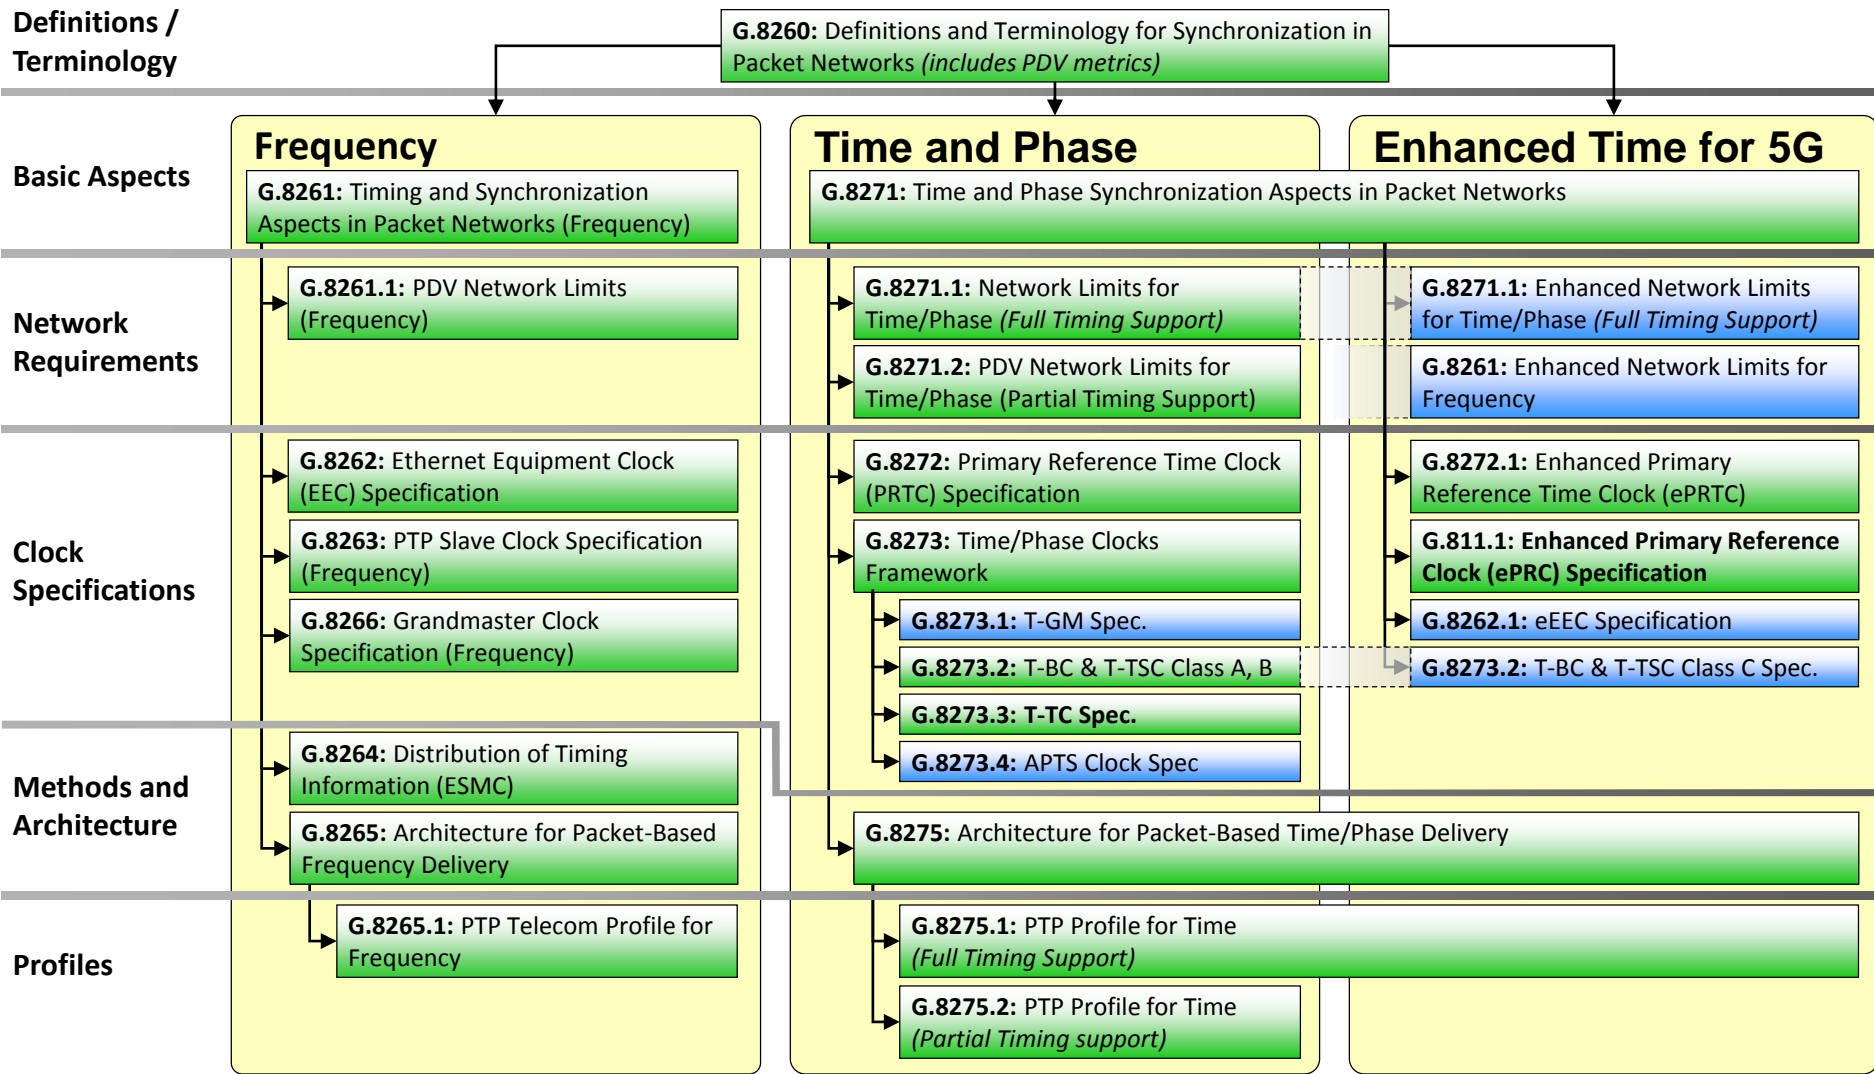 Definitions /
Terminology
G.8260: Definitions and Terminology for Synchronization in
Packet Networks (includes PDV metrics)
Basic Aspects
Frequency
G.8261: Timing and Synchronization
Aspects in Packet Networks (Frequency)
Time and Phase
Enhanced Time for 5G
G.8271: Time and Phase Synchronization Aspects in Packet Networks
Network
Requirements
G.8261.1: PDV Network Limits
(Frequency)
G.8271.1: Network Limits for
Time/Phase (Full Timing Support)
G.8271.2: PDV Network Limits for
Time/Phase (Partial Timing Support)
G.8271.1: Enhanced Network Limits
for Time/Phase (Full Timing Support)
G.8261: Enhanced Network Limits for
Frequency
Clock
Specifications
G.8262: Ethernet Equipment Clock
(EEC) Specification
G.8263: PTP Slave Clock Specification
(Frequency)
G.8266: Grandmaster Clock
Specification (Frequency)
G.8272: Primary Reference Time Clock
(PRTC) Specification
G.8273: Time/Phase Clocks
Framework
G.8273.1: T-GM Spec.
G.8273.2: T-BC & T-TSC Class A, B
G.8273.3: T-TC Spec.
G.8273.4: APTS Clock Spec
G.8272.1: Enhanced Primary
Reference Time Clock (ePRTC)
G.811.1: Enhanced Primary Reference
Clock (ePRC) Specification
G.8262.1: eEEC Specification
G.8273.2: T-BC & T-TSC Class C Spec.
Methods and
Architecture
G.8264: Distribution of Timing
Information (ESMC)
G.8265: Architecture for Packet-Based
Frequency Delivery
G.8275: Architecture for Packet-Based Time/Phase Delivery
Profiles
G.8265.1: PTP Telecom Profile for
Frequency
G.8275.1: PTP Profile for Time
(Full Timing Support)
G.8275.2: PTP Profile for Time
(Partial Timing support)